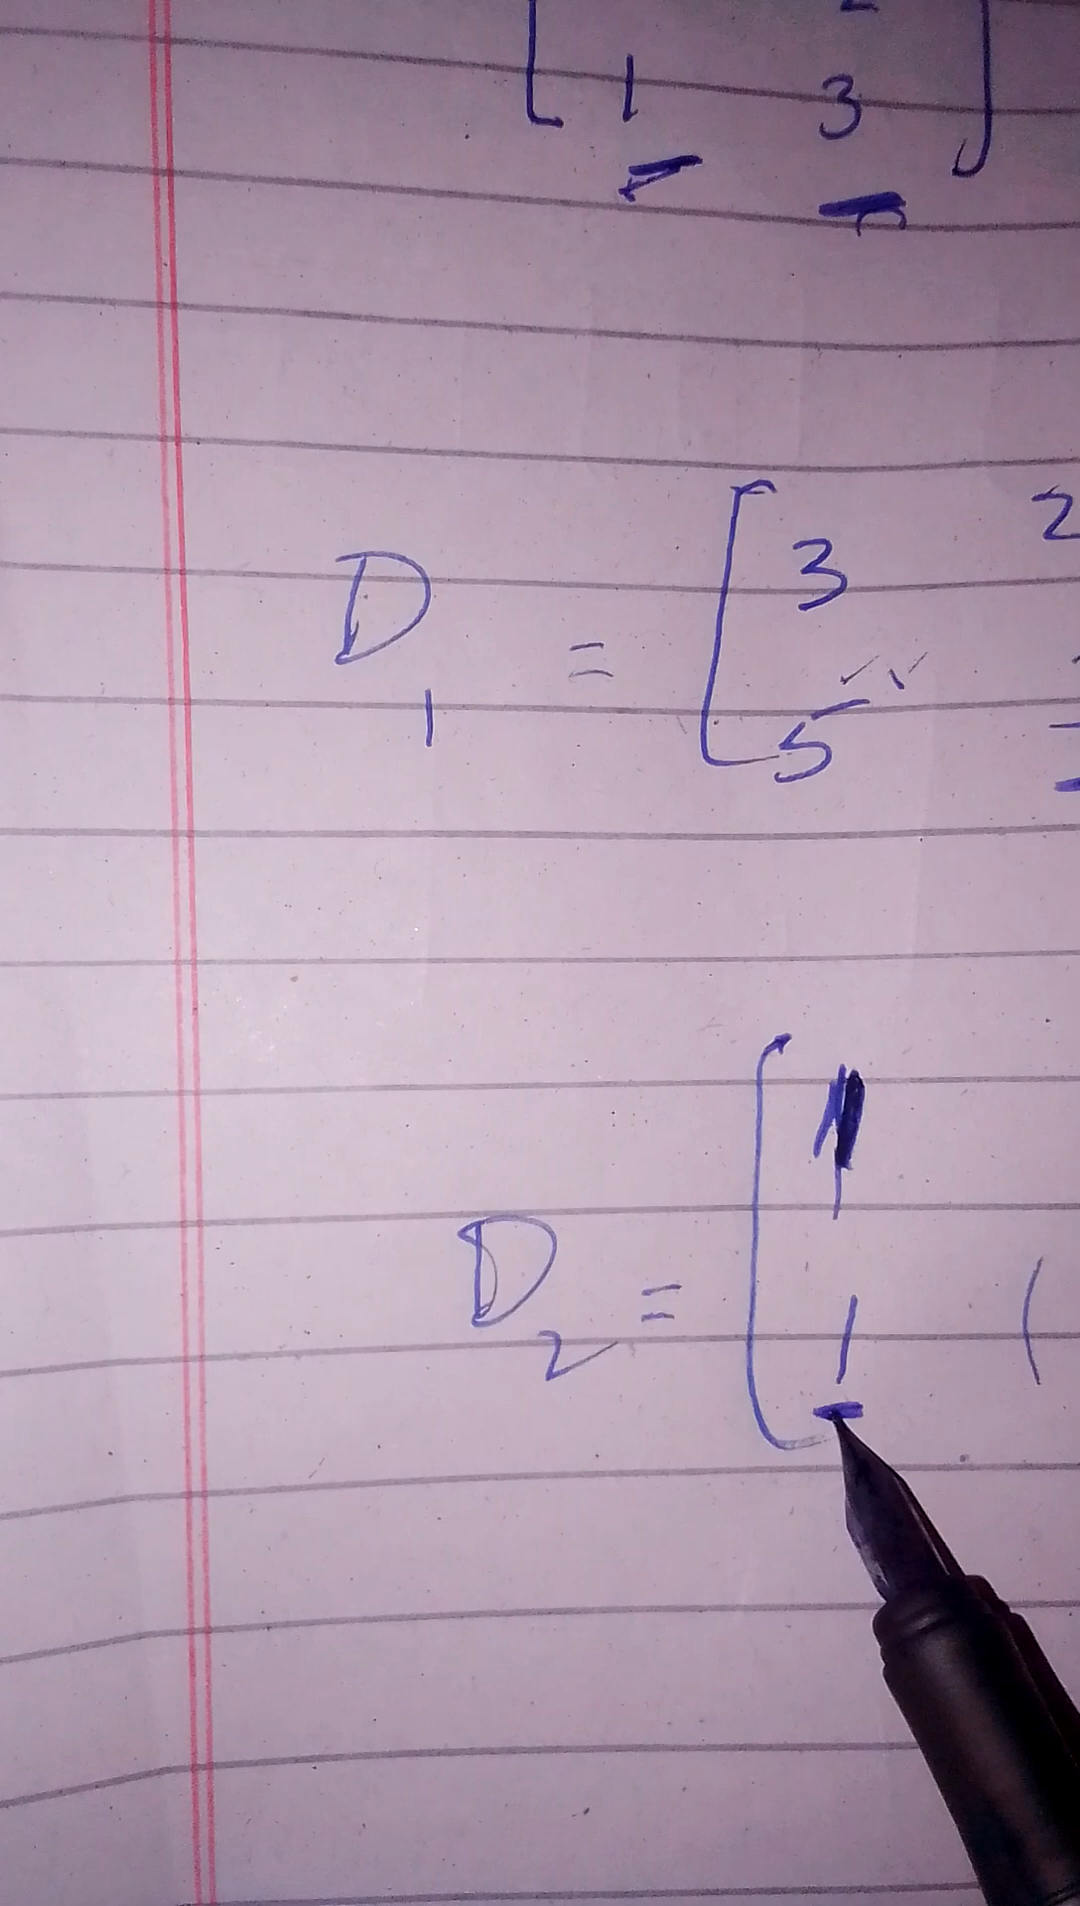 [ 1 3 ]
D₁ = [ 3 2
5
D₂ = [ 1
1 (